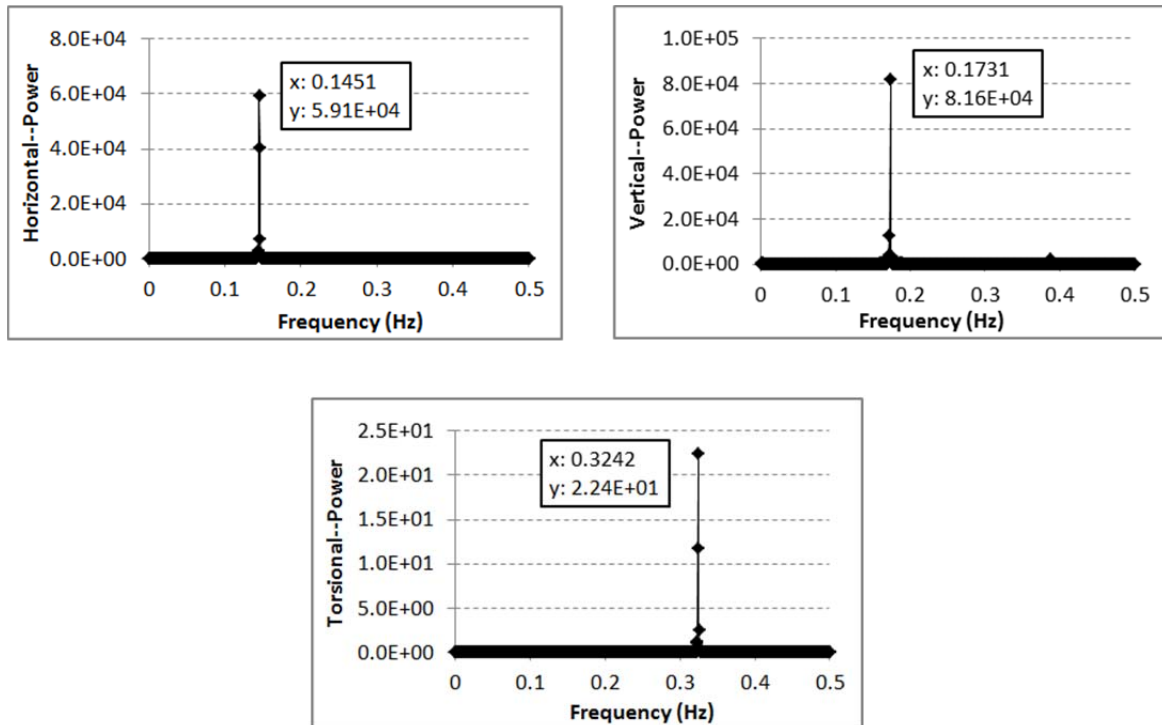 8.0E+04
6.0E+04
4.0E+04
2.0E+04
0.0E+00
Horizontal--Power
x: 0.1451
y: 5.91E+04
0 0.1 0.2 0.3 0.4 0.5
Frequency (Hz)
1.0E+05
8.0E+04
6.0E+04
4.0E+04
2.0E+04
0.0E+00
Vertical--Power
x: 0.1731
y: 8.16E+04
0 0.1 0.2 0.3 0.4 0.5
Frequency (Hz)
2.5E+01
2.0E+01
1.5E+01
1.0E+01
5.0E+00
0.0E+00
Torsional--Power
x: 0.3242
y: 2.24E+01
0 0.1 0.2 0.3 0.4 0.5
Frequency (Hz)